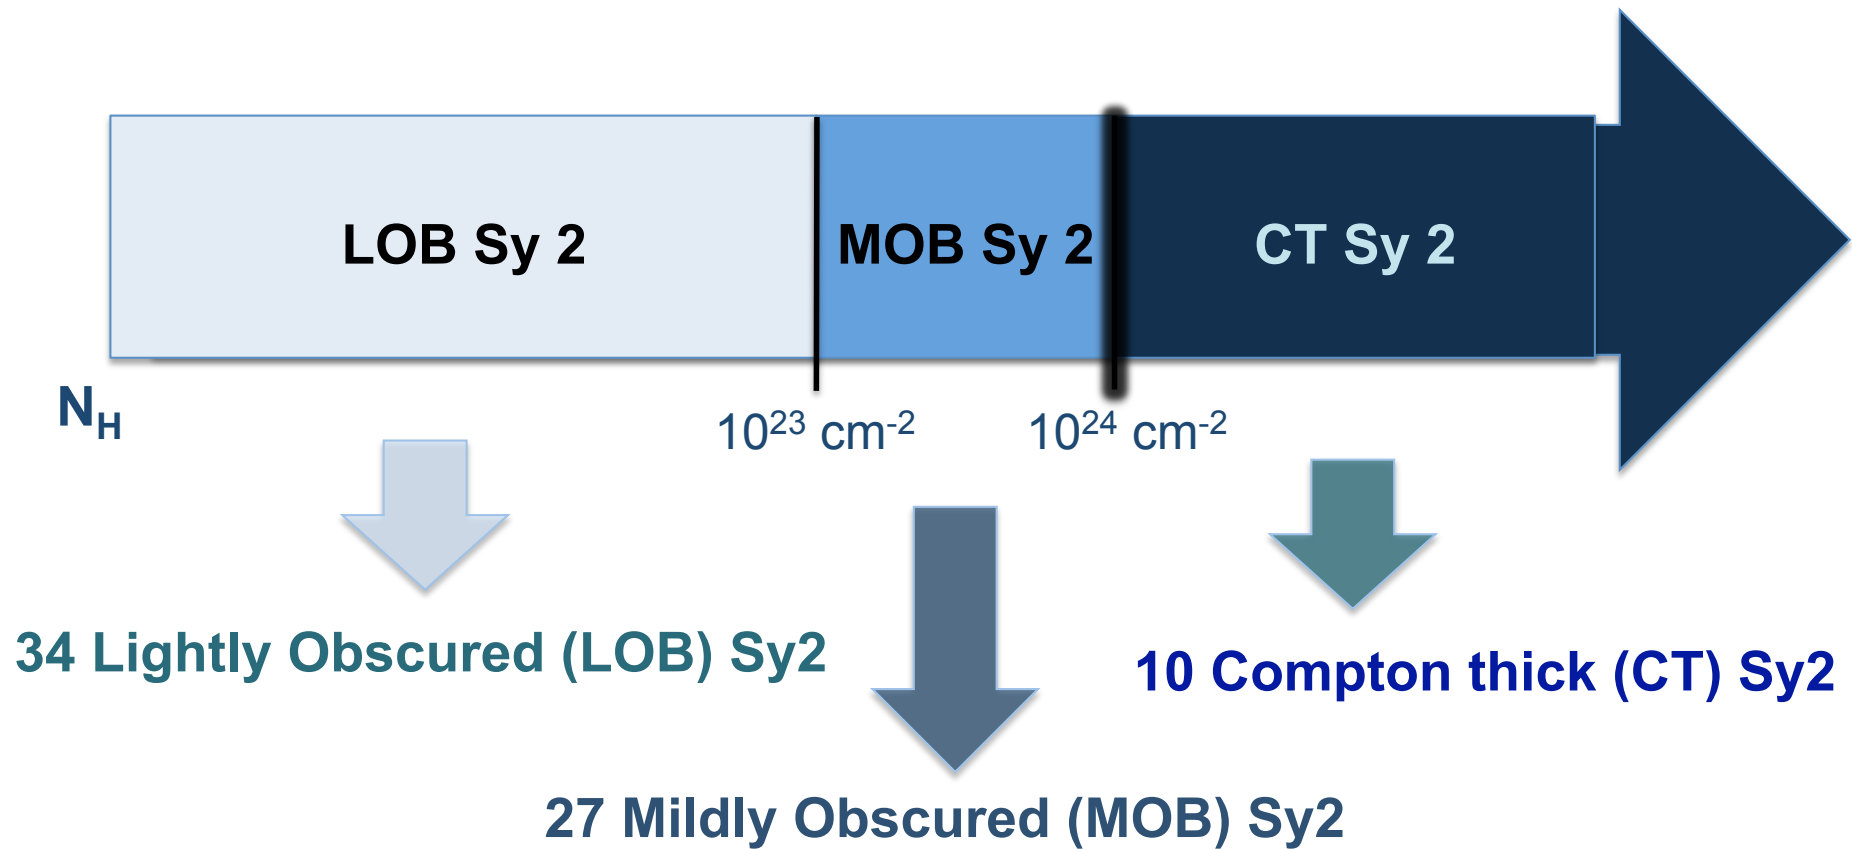 LOB Sy 2
MOB Sy 2
CT Sy 2
N_H
10^23 cm^-2
10^24 cm^-2
34 Lightly Obscured (LOB) Sy2
10 Compton thick (CT) Sy2
27 Mildly Obscured (MOB) Sy2